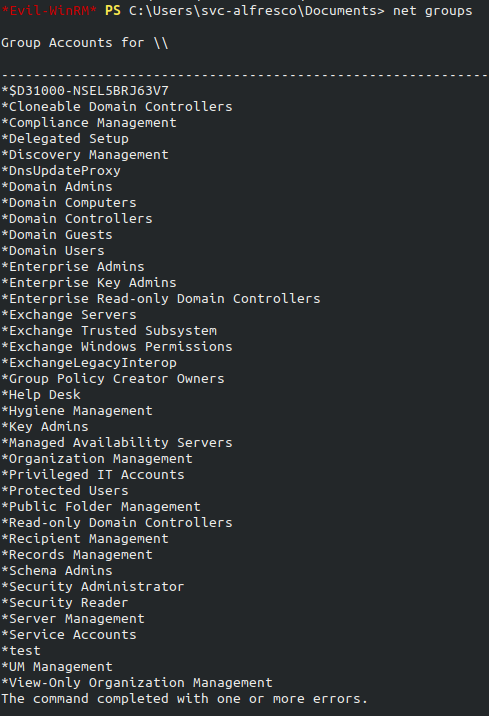 *Evil-WinRM* PS C:\Users\svc-alfresco\Documents> net groups
Group Accounts for \\
-------------------------------------------------------------
*$D31000-NSEL5BRJ63V7
*Cloneable Domain Controllers
*Compliance Management
*Delegated Setup
*Discovery Management
*DnsUpdateProxy
*Domain Admins
*Domain Computers
*Domain Controllers
*Domain Guests
*Domain Users
*Enterprise Admins
*Enterprise Key Admins
*Enterprise Read-only Domain Controllers
*Exchange Servers
*Exchange Trusted Subsystem
*Exchange Windows Permissions
*ExchangeLegacyInterop
*Group Policy Creator Owners
*Help Desk
*Hygiene Management
*Key Admins
*Managed Availability Servers
*Organization Management
*Privileged IT Accounts
*Protected Users
*Public Folder Management
*Read-only Domain Controllers
*Recipient Management
*Records Management
*Schema Admins
*Security Administrator
*Security Reader
*Server Management
*Service Accounts
*test
*UM Management
*View-Only Organization Management
The command completed with one or more errors.